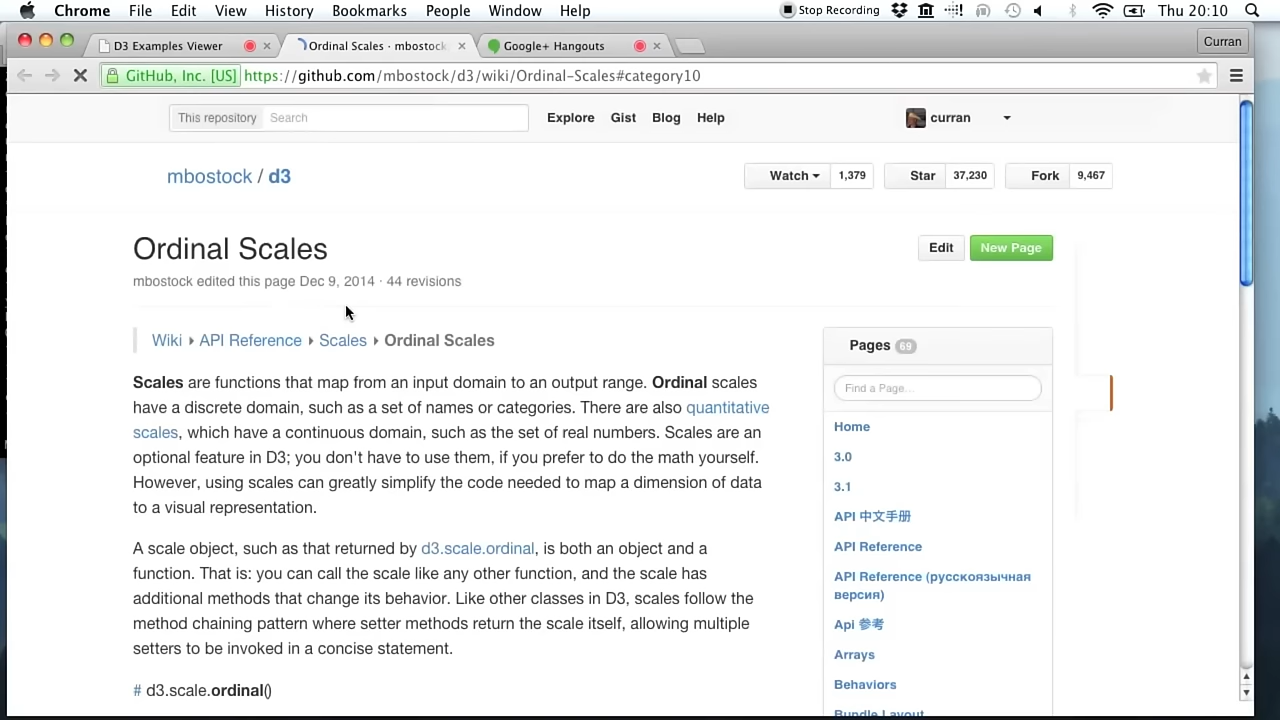 Chrome File Edit View History Bookmarks People Window Help Stop Recording Thu 20:10
D3 Examples Viewer Ordinal Scales · mbostock Google+ Hangouts Curran
GitHub, Inc. [US] https://github.com/mbostock/d3/wiki/Ordinal-Scales#category10
This repository Search Explore Gist Blog Help curran
mbostock / d3 Watch 1,379 Star 37,230 Fork 9,467
Ordinal Scales Edit New Page
mbostock edited this page Dec 9, 2014 · 44 revisions
Wiki API Reference Scales Ordinal Scales
Scales are functions that map from an input domain to an output range. Ordinal scales
have a discrete domain, such as a set of names or categories. There are also quantitative
scales, which have a continuous domain, such as the set of real numbers. Scales are an
optional feature in D3; you don't have to use them, if you prefer to do the math yourself.
However, using scales can greatly simplify the code needed to map a dimension of data
to a visual representation.
A scale object, such as that returned by d3.scale.ordinal, is both an object and a
function. That is: you can call the scale like any other function, and the scale has
additional methods that change its behavior. Like other classes in D3, scales follow the
method chaining pattern where setter methods return the scale itself, allowing multiple
setters to be invoked in a concise statement.
# d3.scale.ordinal()
Pages 69
Find a Page...
Home
3.0
3.1
API 中文手册
API Reference
API Reference (русскоязычная
версия)
Api 参考
Arrays
Behaviors
Bundle Layout